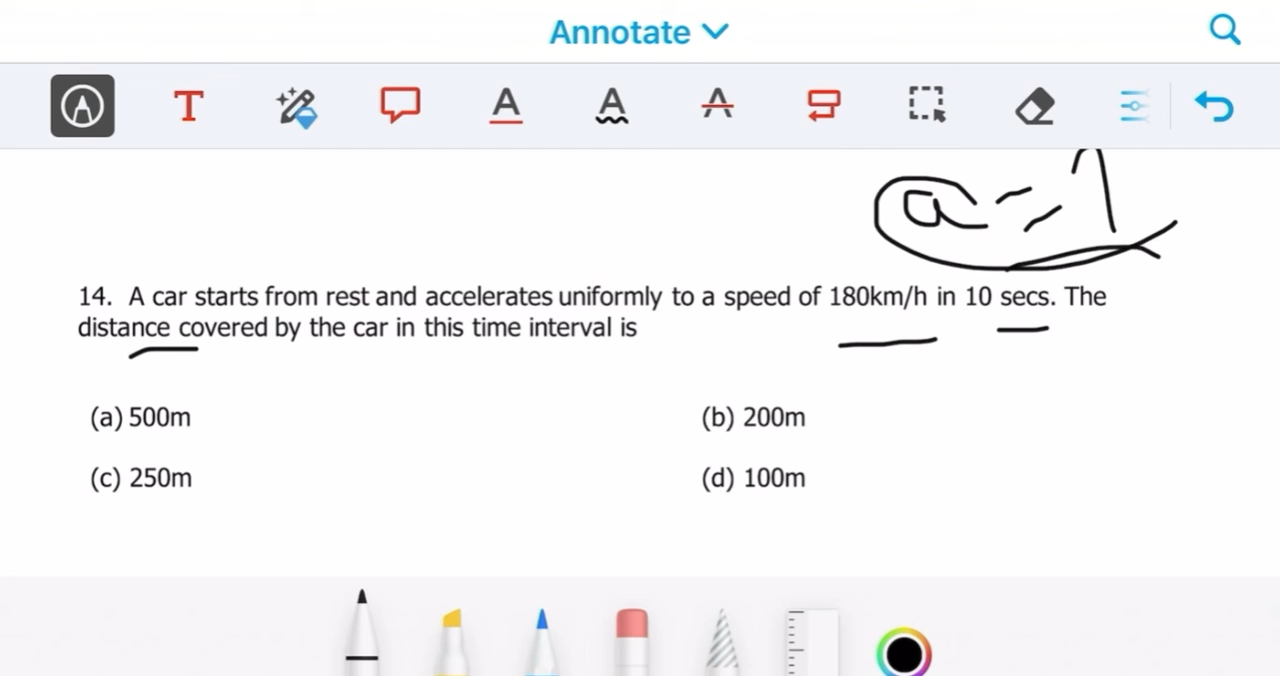 Annotate
T A A A
a = 1
14. A car starts from rest and accelerates uniformly to a speed of 180km/h in 10 secs. The
distance covered by the car in this time interval is
(a) 500m (b) 200m
(c) 250m (d) 100m